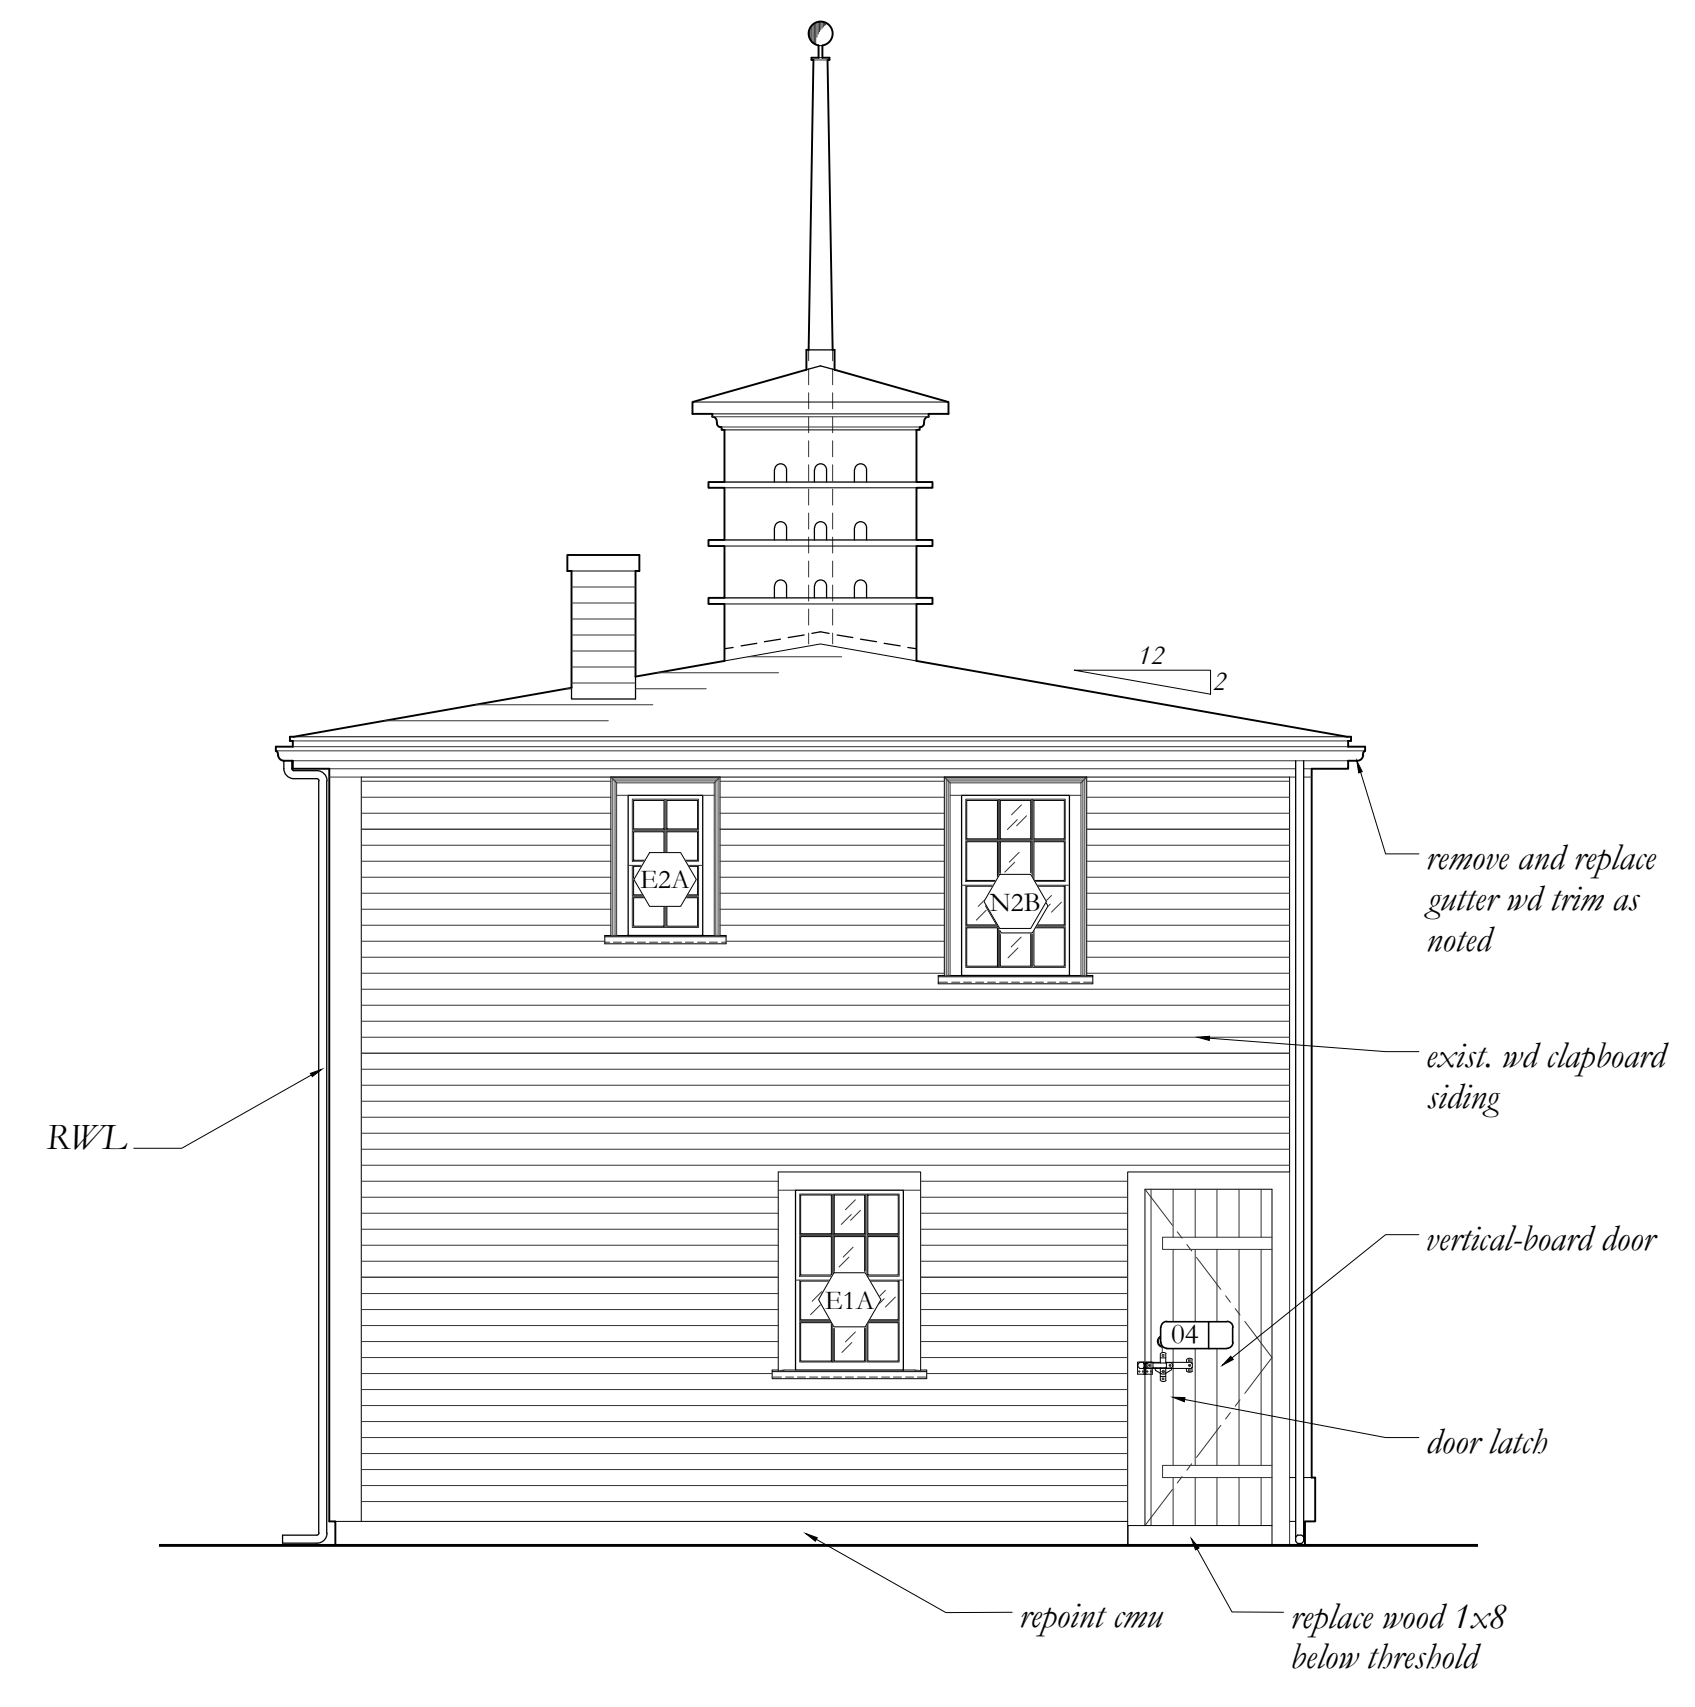 12
2
E2A
N2B
remove and replace
gutter wd trim as
noted
exist. wd clapboard
siding
RWL
E1A
vertical-board door
04
door latch
repoint cmu
replace wood 1x8
below threshold